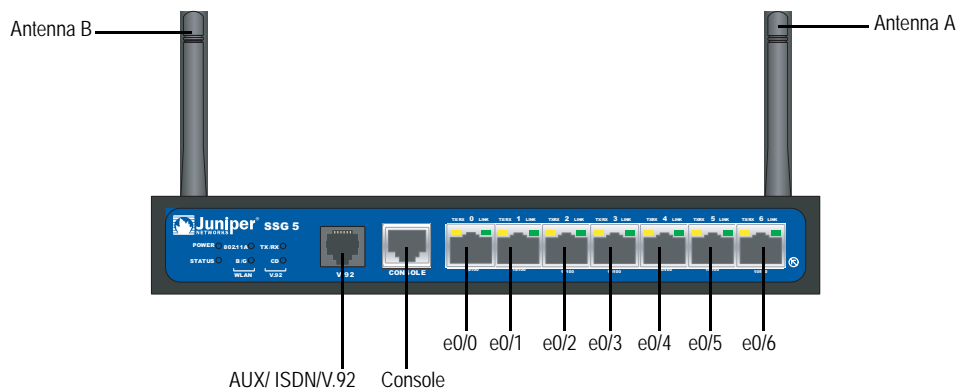 Antenna B
Antenna A
Juniper NETWORKS SSG 5
TX/RX 0 LINK TX/RX 1 LINK TX/RX 2 LINK TX/RX 3 LINK TX/RX 4 LINK TX/RX 5 LINK TX/RX 6 LINK
POWER 802.11A TX/RX
STATUS B/G CD
WLAN V.92
V.92 CONSOLE
e0/0 e0/1 e0/2 e0/3 e0/4 e0/5 e0/6
AUX/ ISDN/V.92 Console